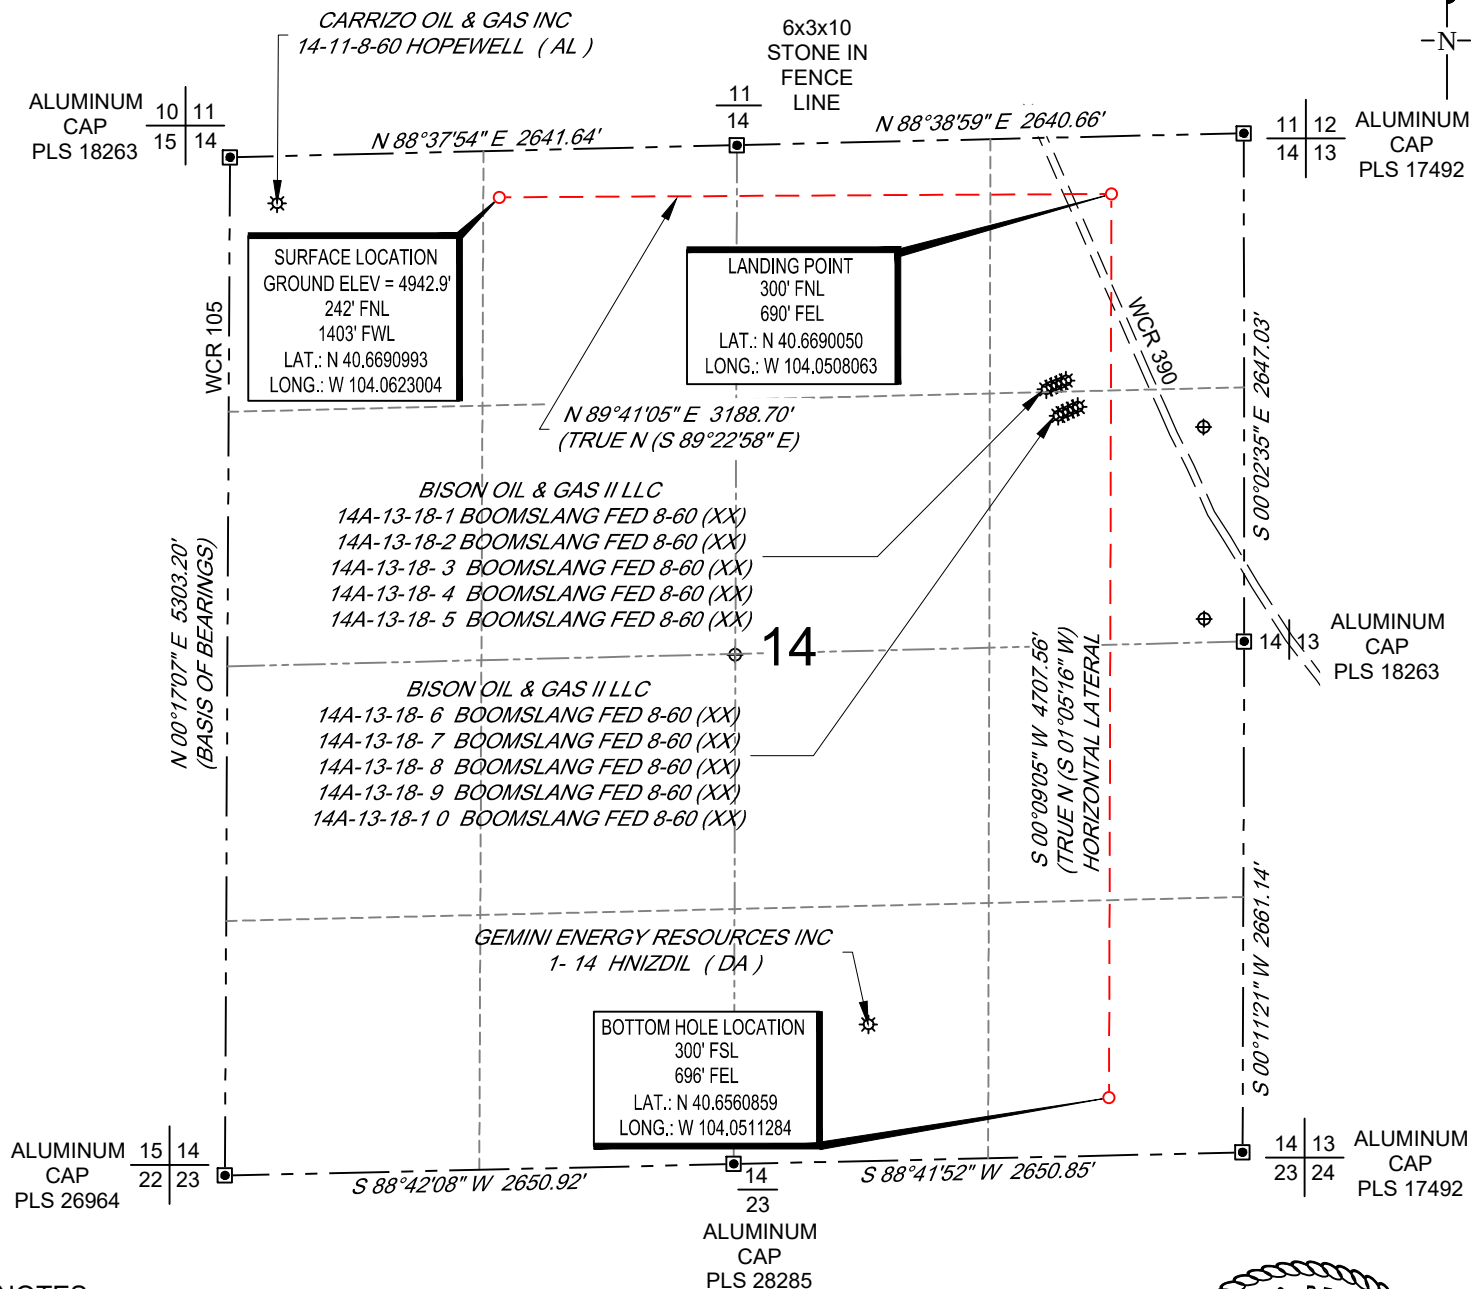 CARRIZO OIL & GAS INC
14-11-8-60 HOPEWELL ( AL )
6x3x10
STONE IN
FENCE
LINE
-N-
ALUMINUM
CAP
PLS 18263
10 11
15 14
11
14
N 88°37'54" E 2641.64'
N 88°38'59" E 2640.66'
11 12
14 13
ALUMINUM
CAP
PLS 17492
SURFACE LOCATION
GROUND ELEV = 4942.9'
242' FNL
1403' FWL
LAT.: N 40.6690993
LONG.: W 104.0623004
LANDING POINT
300' FNL
690' FEL
LAT.: N 40.6690050
LONG.: W 104.0508063
WCR 105
WCR 390
S 00°02'35" E 2647.03'
N 89°41'05" E 3188.70'
(TRUE N (S 89°22'58" E)
BISON OIL & GAS II LLC
14A-13-18-1 BOOMSLANG FED 8-60 (XX)
14A-13-18-2 BOOMSLANG FED 8-60 (XX)
14A-13-18- 3 BOOMSLANG FED 8-60 (XX)
14A-13-18- 4 BOOMSLANG FED 8-60 (XX)
14A-13-18- 5 BOOMSLANG FED 8-60 (XX)
N 00°17'07" E 5303.20'
(BASIS OF BEARINGS)
14
14 13
ALUMINUM
CAP
PLS 18263
BISON OIL & GAS II LLC
14A-13-18- 6 BOOMSLANG FED 8-60 (XX)
14A-13-18- 7 BOOMSLANG FED 8-60 (XX)
14A-13-18- 8 BOOMSLANG FED 8-60 (XX)
14A-13-18- 9 BOOMSLANG FED 8-60 (XX)
14A-13-18-1 0 BOOMSLANG FED 8-60 (XX)
S 00°09'05" W 4707.56'
(TRUE N (S 01°05'16" W)
HORIZONTAL LATERAL
GEMINI ENERGY RESOURCES INC
1- 14 HNIZDIL ( DA )
S 00°11'21" W 2661.14'
BOTTOM HOLE LOCATION
300' FSL
696' FEL
LAT.: N 40.6560859
LONG.: W 104.0511284
ALUMINUM
CAP
PLS 26964
15 14
22 23
S 88°42'08" W 2650.92'
14
23
S 88°41'52" W 2650.85'
14 13
23 24
ALUMINUM
CAP
PLS 17492
ALUMINUM
CAP
PLS 28285